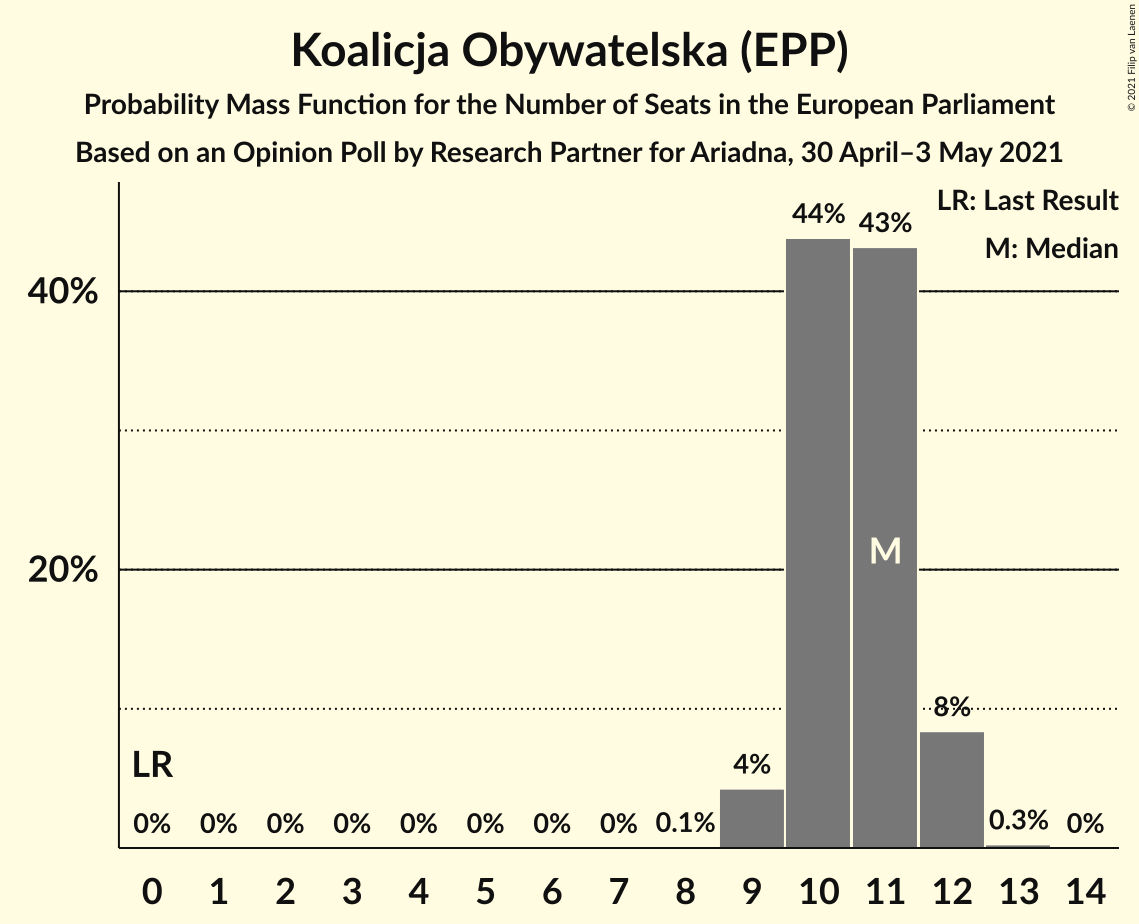 Koalicja Obywatelska (EPP)
Probability Mass Function for the Number of Seats in the European Parliament
Based on an Opinion Poll by Research Partner for Ariadna, 30 April–3 May 2021
© 2021 Filip van Laenen
LR: Last Result
M: Median
44%
43%
40%
M
20%
8%
LR
4%
0% 0% 0% 0% 0% 0% 0% 0% 0.1% 0.3% 0%
0 1 2 3 4 5 6 7 8 9 10 11 12 13 14